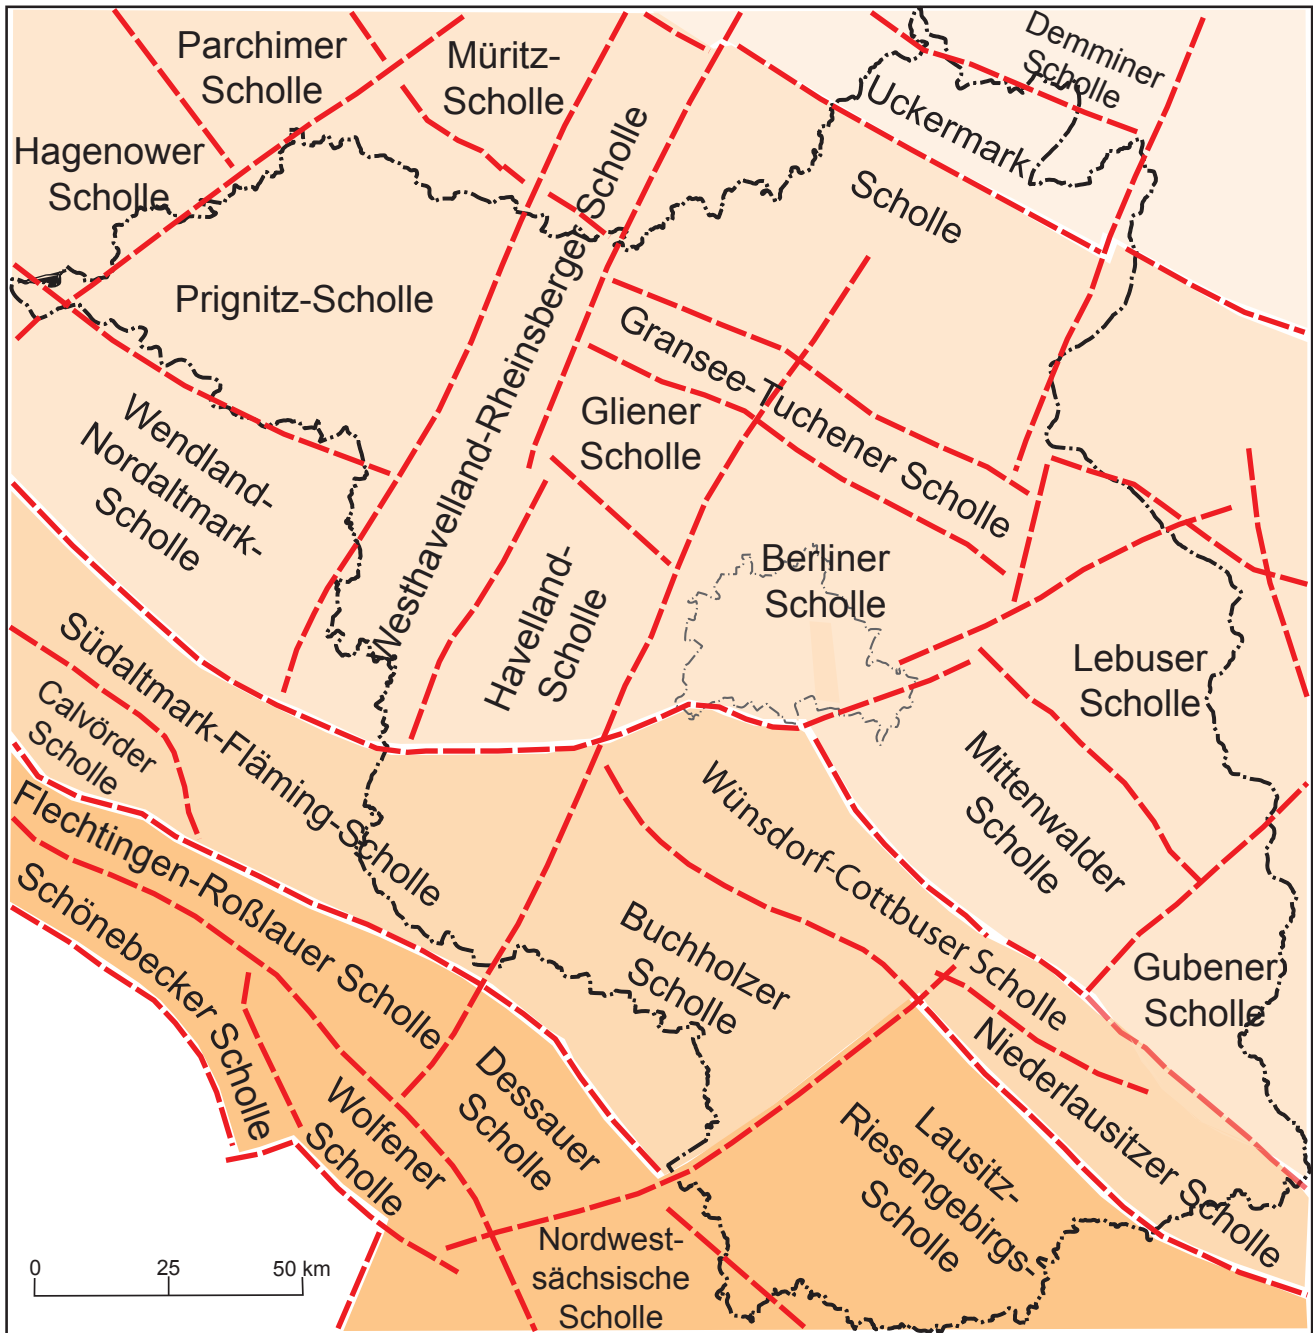 Parchimer
Scholle
Müritz-
Scholle
Demminer
Scholle
Uckermark
Scholle
Hagenower
Scholle
Prignitz-Scholle
Westhavelland-Rheinsberger Scholle
Gransee-Tuchener Scholle
Gliener
Scholle
Wendland-
Nordaltmark-
Scholle
Havelland-
Scholle
Berliner
Scholle
Lebuser
Scholle
Südaltmark-Fläming-Scholle
Calvörder
Scholle
Mittenwalder
Scholle
Wünsdorf-Cottbuser Scholle
Flechtingen-Roßlauer Scholle
Schönebecker Scholle
Buchholzer
Scholle
Gubener
Scholle
Niederlausitzer Scholle
Dessauer
Scholle
Wolfener
Scholle
Lausitz-
Riesengebirgs-
Scholle
Nordwest-
sächsische
Scholle
0 25 50 km